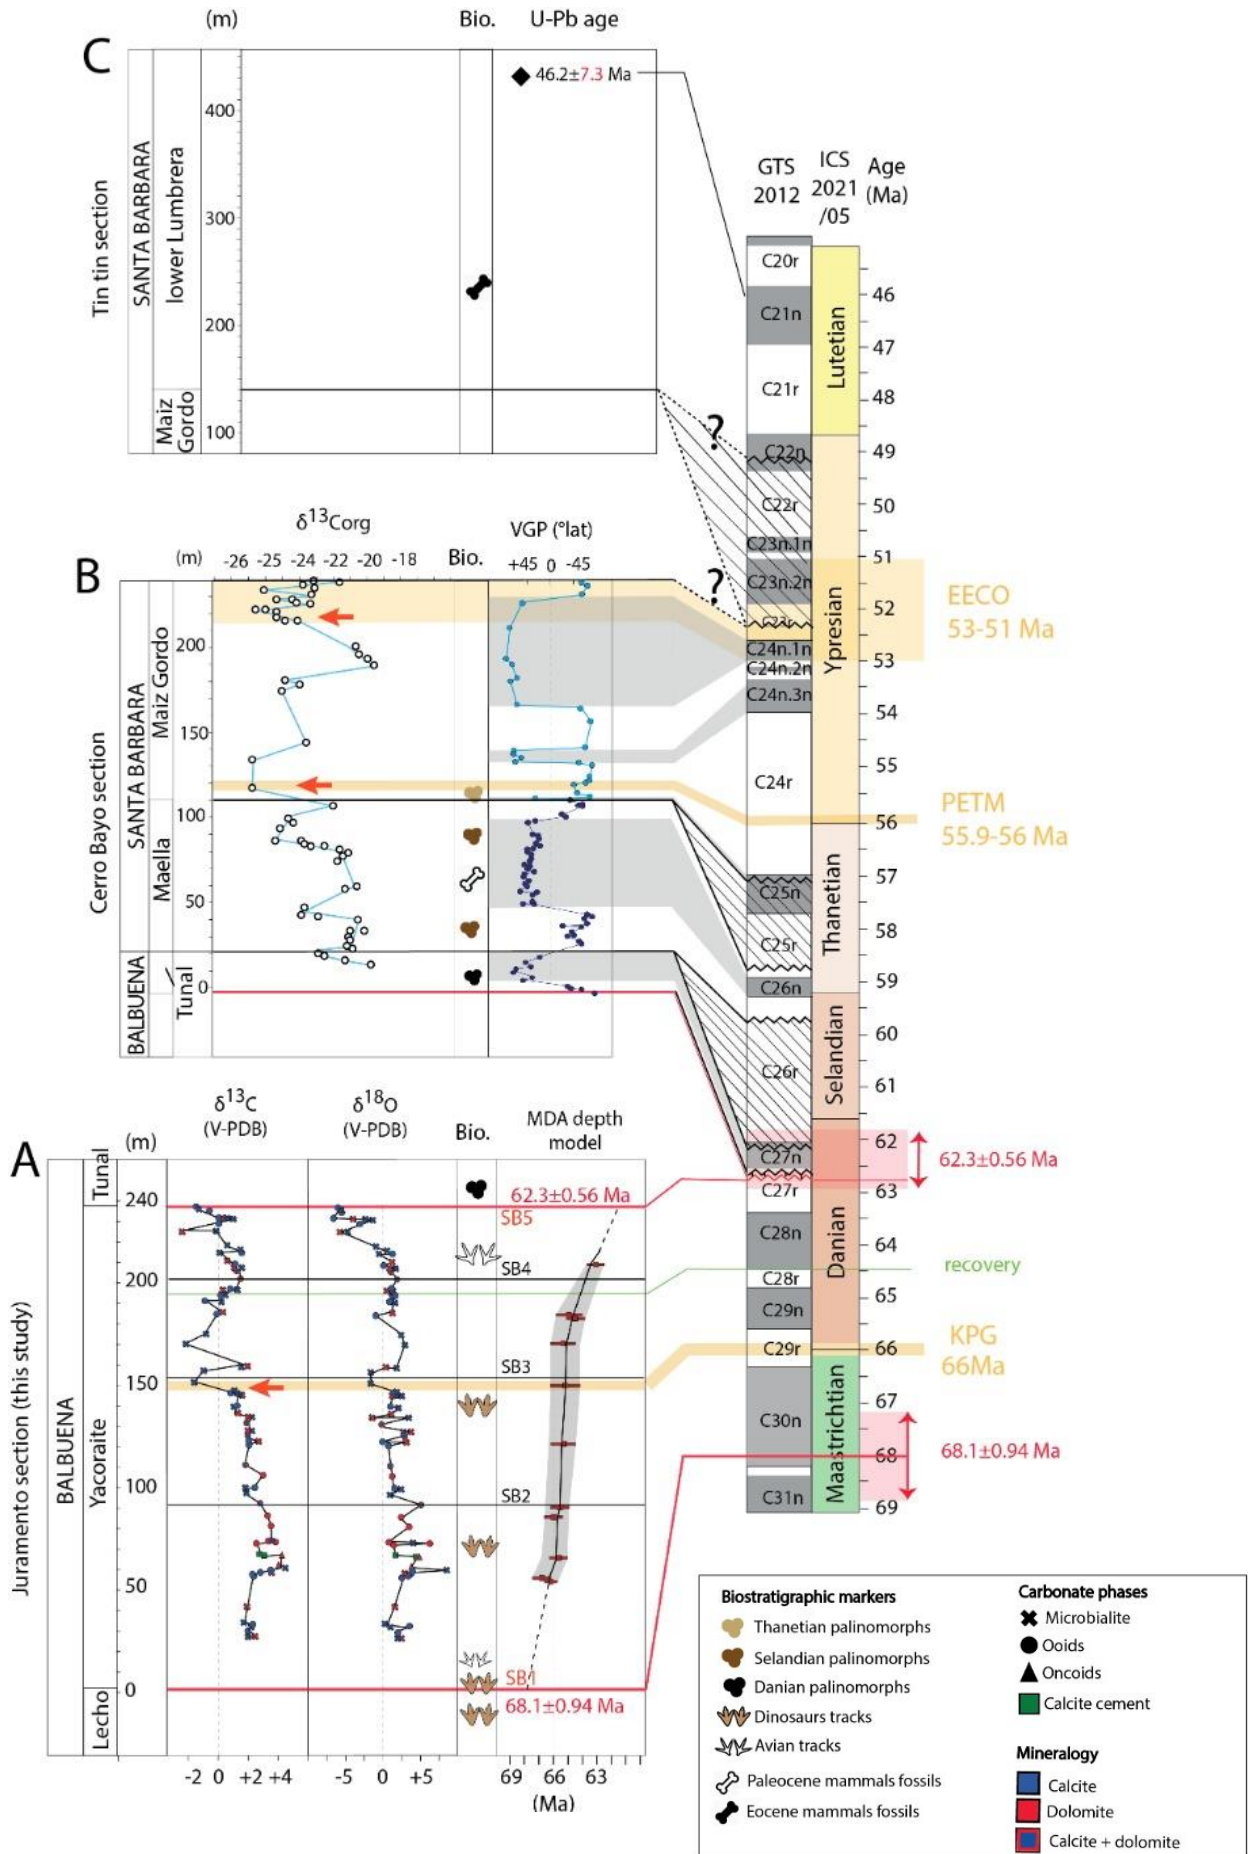 C
(m)
Bio.
U-Pb age
46.2±7.3 Ma
Tin tin section
SANTA BARBARA
lower Lumbrera
Maiz
Gordo
400
300
200
100
GTS
2012
ICS
2021
/05
Age
(Ma)
C20r
C21n
C21r
C22n
C22r
C23n.1n
C23n.2n
C23r
C24n.1n
C24n.2n
C24n.3n
C24r
C25n
C25r
C26n
C26r
C27n
C27r
C28n
C28r
C29n
C29r
C30n
C31n
Lutetian
Ypresian
Thanetian
Selandian
Danian
Maastrichtian
46
47
48
49
50
51
52
53
54
55
56
57
58
59
60
61
62
63
64
65
66
67
68
69
?
?
EECO
53-51 Ma
PETM
55.9-56 Ma
62.3±0.56 Ma
recovery
KPG
66Ma
68.1±0.94 Ma
B
δ13Corg
(m)
-26 -25 -24 -22 -20 -18
Bio.
VGP (°lat)
+45 0 -45
Cerro Bayo section
SANTA BARBARA
Maiz Gordo
Maella
BALBUENA
Tunal
200
150
100
50
0
A
δ13C
(V-PDB)
δ18O
(V-PDB)
Bio.
MDA depth
model
(m)
Juramento section (this study)
BALBUENA
Tunal
Yacoraite
Lecho
240
200
150
100
50
0
62.3±0.56 Ma
SB5
SB4
SB3
SB2
SB1
68.1±0.94 Ma
-2 0 +2 +4
-5 0 +5
69 66 63
(Ma)
Biostratigraphic markers
Thanetian palinomorphs
Selandian palinomorphs
Danian palinomorphs
Dinosaurs tracks
Avian tracks
Paleocene mammals fossils
Eocene mammals fossils
Carbonate phases
Microbialite
Ooids
Oncoids
Calcite cement
Mineralogy
Calcite
Dolomite
Calcite + dolomite